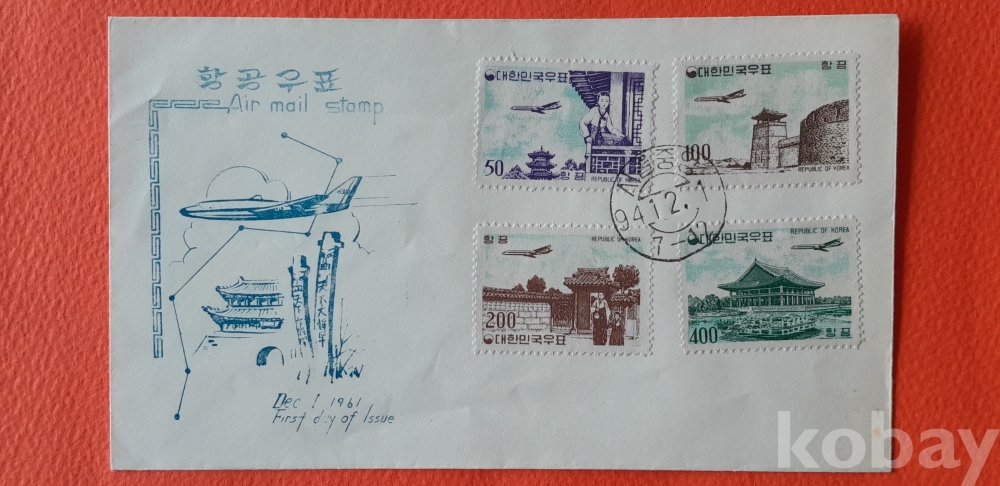 항공우표
Air mail stamp
Dec 1. 1961
First day of Issue
대한민국우표
50
항공
REPUBLIC OF KOREA
대한민국우표
항공
100
REPUBLIC OF KOREA
항공
REPUBLIC OF KOREA
200
대한민국우표
대한민국우표
REPUBLIC OF KOREA
400
항공
94.12.1
7-12
kobay